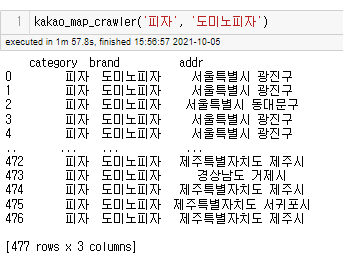 1 kakao_map_crawler('피자', '도미노피자')
executed in 1m 57.8s, finished 15:56:57 2021-10-05
category brand addr
0 피자 도미노피자 서울특별시 광진구
1 피자 도미노피자 서울특별시 광진구
2 피자 도미노피자 서울특별시 동대문구
3 피자 도미노피자 서울특별시 광진구
4 피자 도미노피자 서울특별시 광진구
.. ... ... ...
472 피자 도미노피자 제주특별자치도 제주시
473 피자 도미노피자 경상남도 거제시
474 피자 도미노피자 제주특별자치도 제주시
475 피자 도미노피자 제주특별자치도 서귀포시
476 피자 도미노피자 제주특별자치도 제주시
[477 rows x 3 columns]